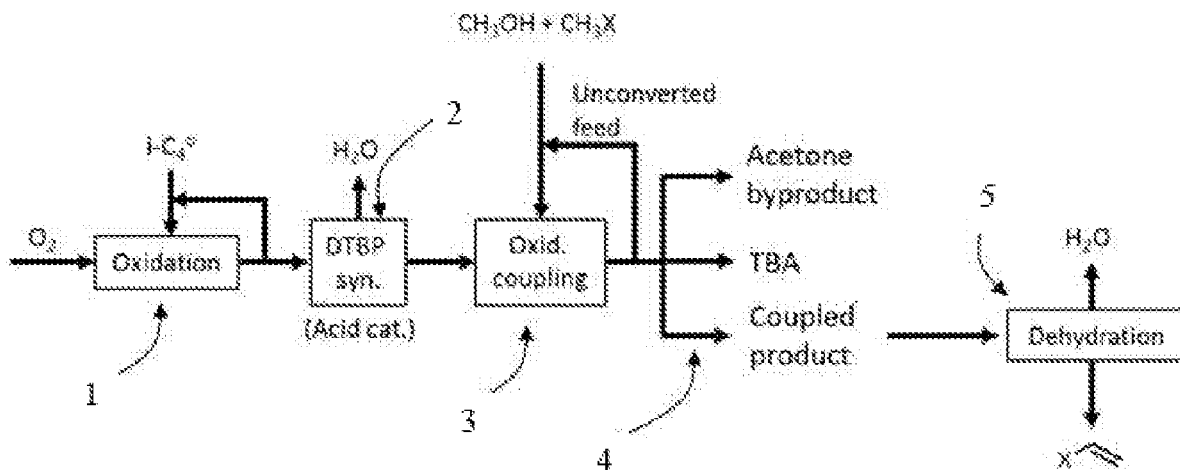 CH₃OH + CH₃X
Unconverted
feed
2
i-C₄°
H₂O
O₂
Oxidation
DTBP
syn.
(Acid cat.)
Oxid.
coupling
Acetone
byproduct
TBA
Coupled
product
5
H₂O
Dehydration
1
3
4
X